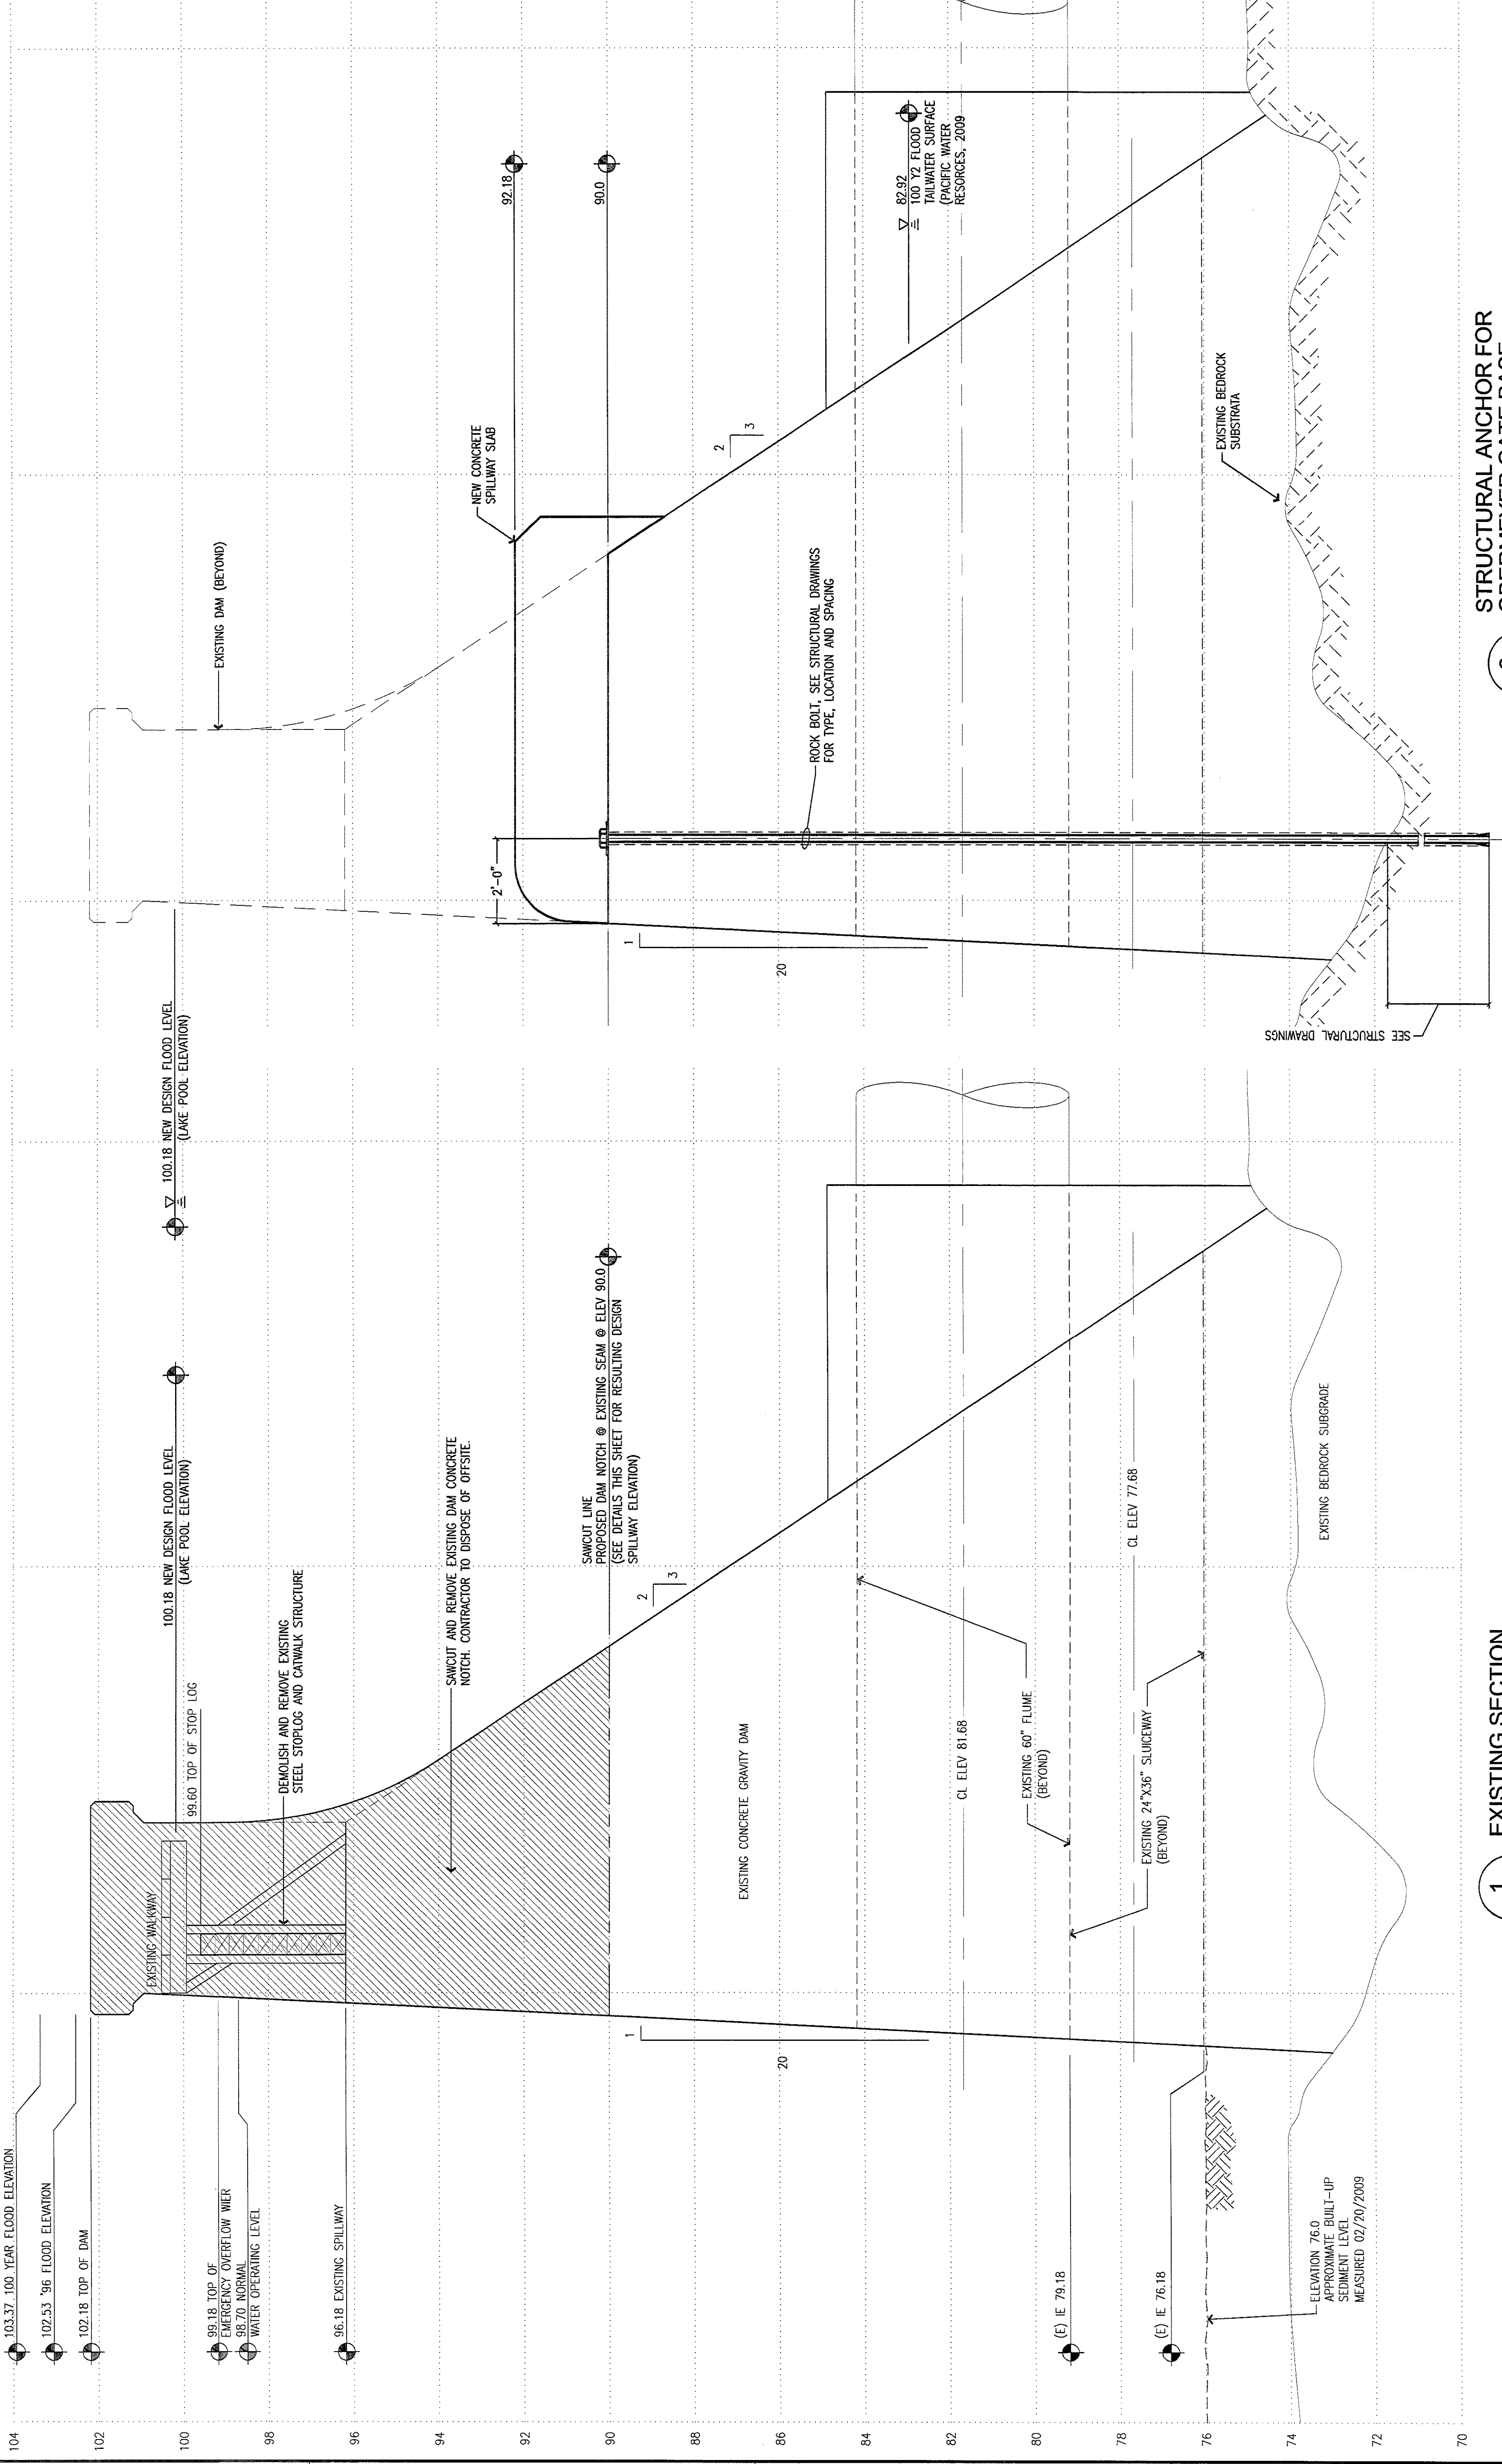 104
102
100
98
96
94
92
90
88
86
84
82
80
78
76
74
72
70
103.37 100 YEAR FLOOD ELEVATION
102.53 '96 FLOOD ELEVATION
102.18 TOP OF DAM
99.18 TOP OF
EMERGENCY OVERFLOW WIER
98.70 NORMAL
WATER OPERATING LEVEL
96.18 EXISTING SPILLWAY
(E) IE 79.18
(E) IE 76.18
ELEVATION 76.0
APPROXIMATE BUILT-UP
SEDIMENT LEVEL
MEASURED 02/20/2009
EXISTING WALKWAY
100.18 NEW DESIGN FLOOD LEVEL
(LAKE POOL ELEVATION)
99.60 TOP OF STOP LOG
DEMOLISH AND REMOVE EXISTING
STEEL STOPLOG AND CATWALK STRUCTURE
SAWCUT AND REMOVE EXISTING DAM CONCRETE
NOTCH. CONTRACTOR TO DISPOSE OF OFFSITE.
SAWCUT LINE
PROPOSED DAM NOTCH @ EXISTING SEAM @ ELEV 90.0
(SEE DETAILS THIS SHEET FOR RESULTING DESIGN
SPILLWAY ELEVATION)
1
20
2
3
EXISTING CONCRETE GRAVITY DAM
CL ELEV 81.68
EXISTING 60" FLUME
(BEYOND)
CL ELEV 77.68
EXISTING 24"X36" SLUICEWAY
(BEYOND)
EXISTING BEDROCK SUBGRADE
1
EXISTING SECTION
100.18 NEW DESIGN FLOOD LEVEL
(LAKE POOL ELEVATION)
EXISTING DAM (BEYOND)
NEW CONCRETE
SPILLWAY SLAB
92.18
90.0
2'-0"
1
20
2
3
82.92
100 Y2 FLOOD
TAILWATER SURFACE
(PACIFIC WATER
RESORCES, 2009
ROCK BOLT, SEE STRUCTURAL DRAWINGS
FOR TYPE, LOCATION AND SPACING
EXISTING BEDROCK
SUBSTRATA
SEE STRUCTURAL DRAWINGS
STRUCTURAL ANCHOR FOR